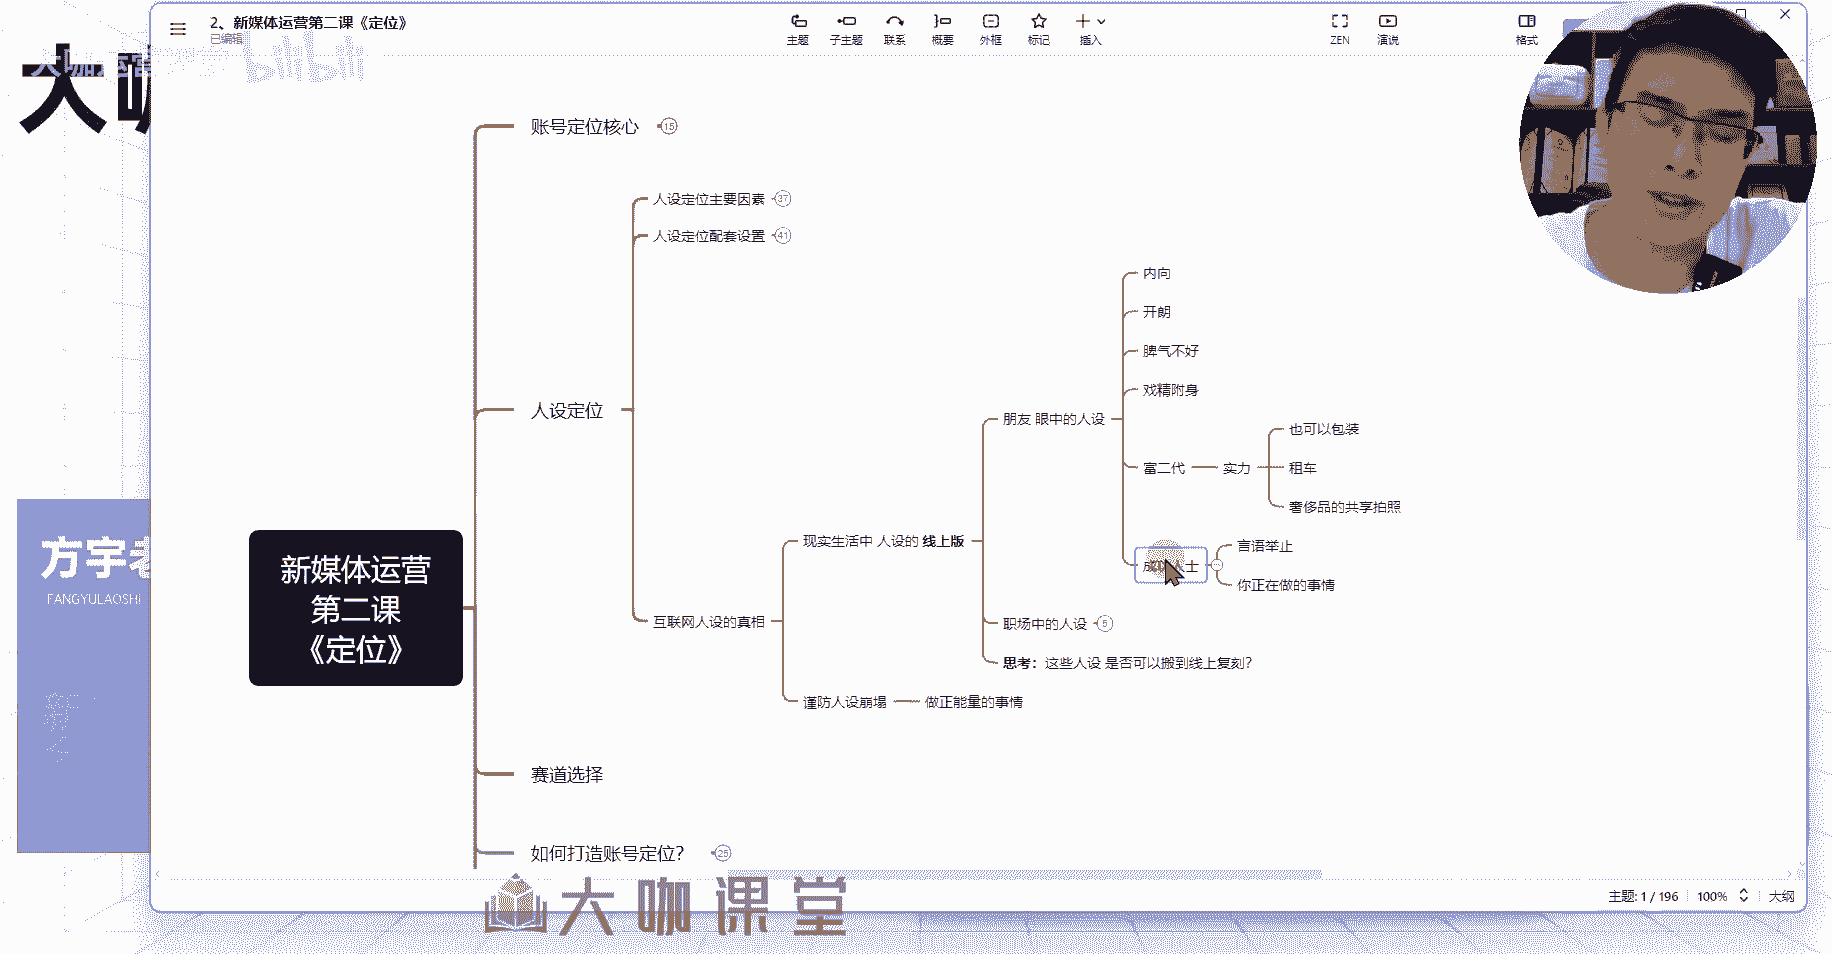 2、新媒体运营第二课《定位》
已编辑
主题
子主题
联系
概要
外框
标记
插入
ZEN
演说
格式
大咖运营
bilibili
大咖
账号定位核心
15
人设定位主要因素
37
人设定位配套设置
41
内向
开朗
脾气不好
戏精附身
人设定位
朋友 眼中的人设
也可以包装
富二代
实力
租车
奢侈品的共享拍照
方宇老
FANGYULAOSHI
现实生活中 人设的 线上版
言语举止
士
你正在做的事情
新媒体运营
第二课
《定位》
互联网人设的真相
职场中的人设
5
思考：这些人设 是否可以搬到线上复刻？
谨防人设崩塌
做正能量的事情
赛道选择
如何打造账号定位？
25
大咖课堂
主题: 1 / 196
100%
大纲